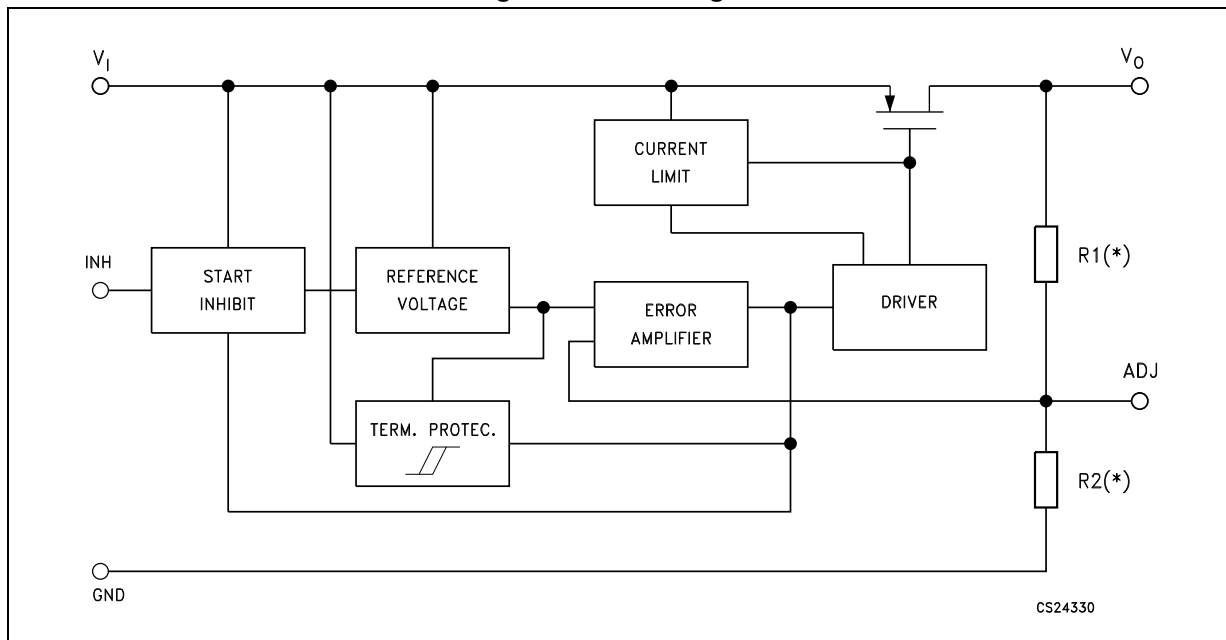 V_I
V_O
CURRENT
LIMIT
INH
START
INHIBIT
REFERENCE
VOLTAGE
ERROR
AMPLIFIER
DRIVER
R1(*)
ADJ
TERM. PROTEC.
R2(*)
GND
CS24330